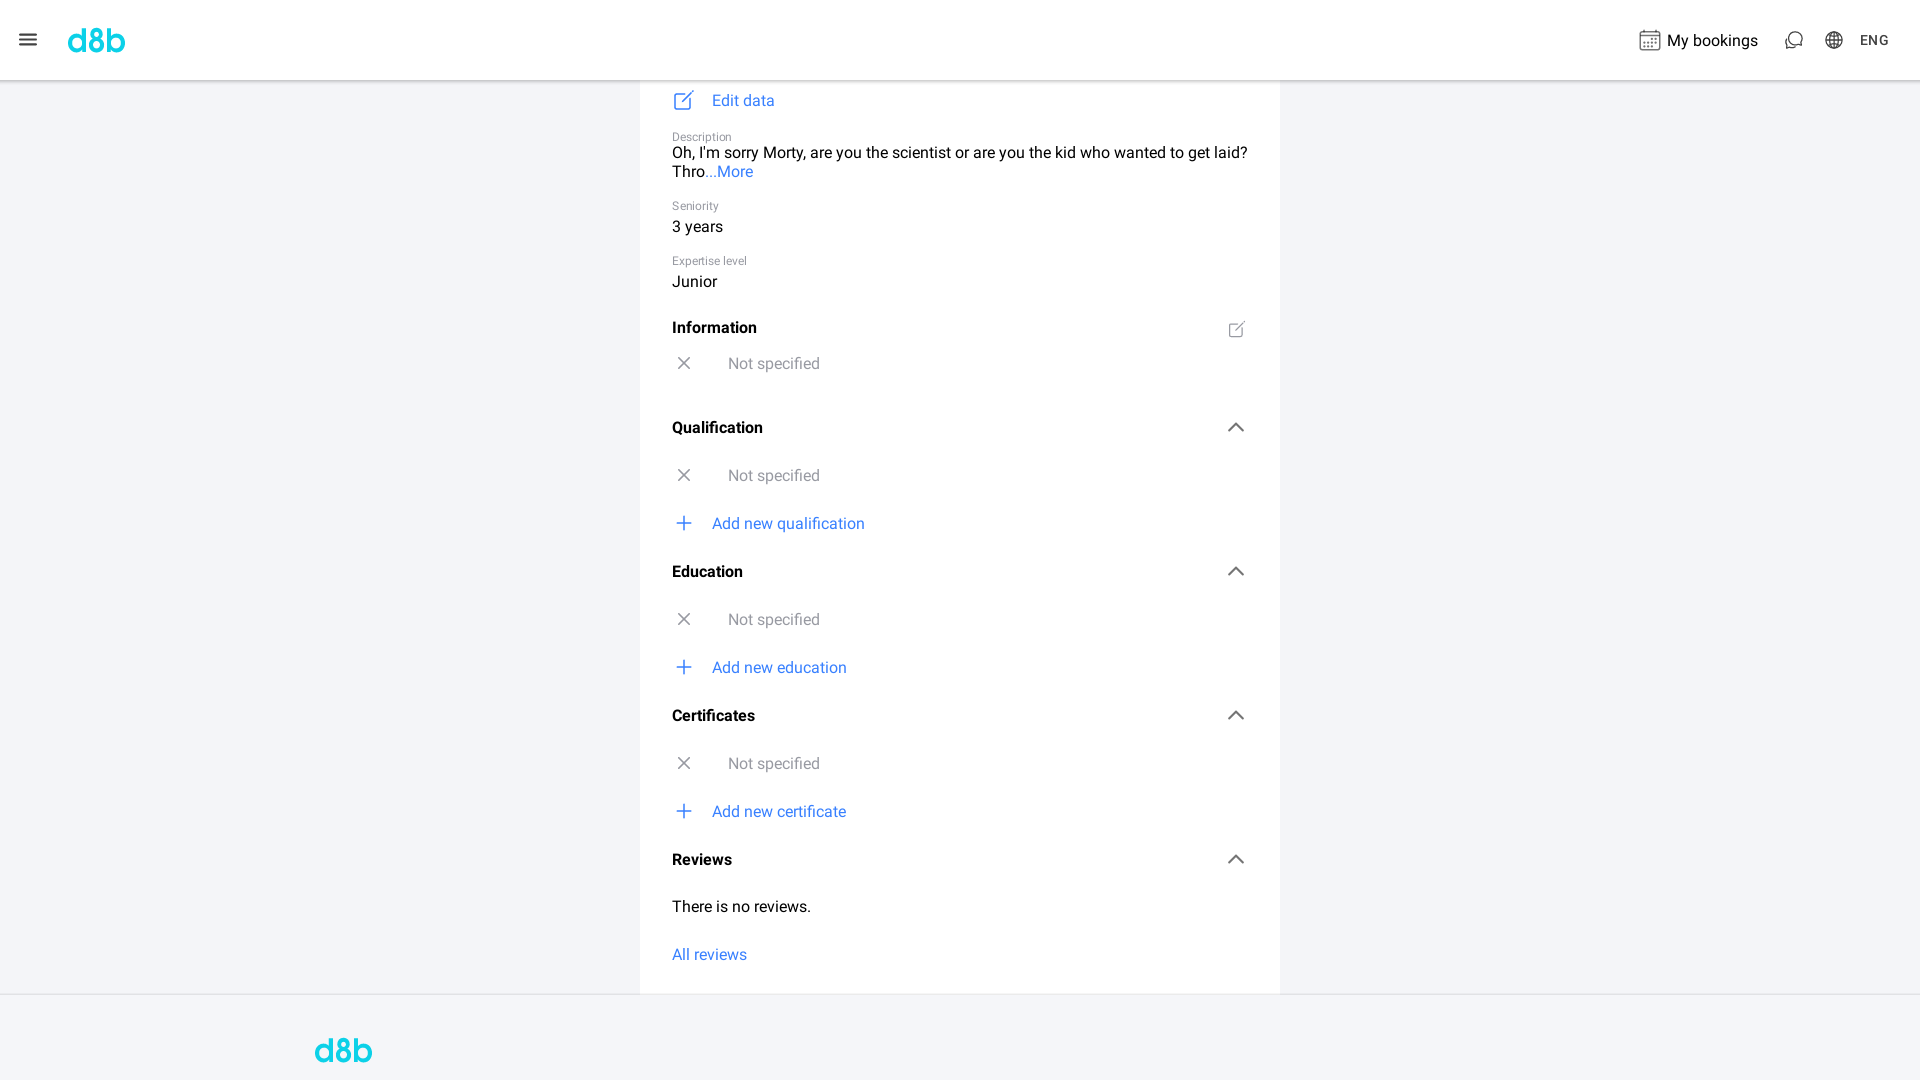 d8b
My bookings
ENG
Edit data
Description
Oh, I'm sorry Morty, are you the scientist or are you the kid who wanted to get laid?
Thro...More
Seniority
3 years
Expertise level
Junior
Information
Not specified
Qualification
Not specified
Add new qualification
Education
Not specified
Add new education
Certificates
Not specified
Add new certificate
Reviews
There is no reviews.
All reviews
d8b